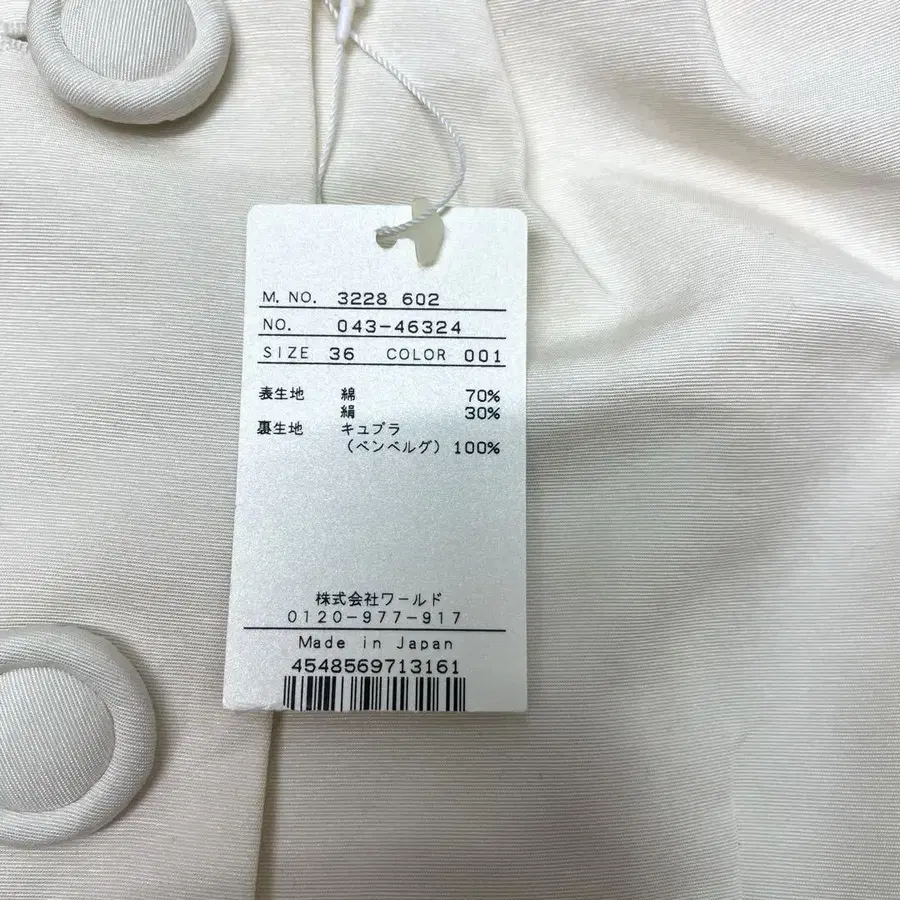 M. NO. 3228 602
NO. 043-46324
SIZE 36 COLOR 001
表生地 綿 70%
絹 30%
裏生地 キュプラ
(ベンベルグ) 100%
株式会社ワールド
0120-977-917
Made in Japan
4548569713161